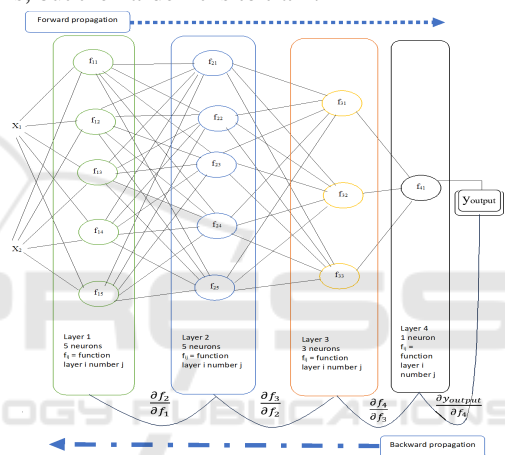 Forward propagation
f11
f21
f12
f22
f31
X1
f13
f23
f41
f32
youtput
f14
f24
X2
f15
f25
f33
Layer 1
5 neurons
fij = function
layer i number j
Layer 2
5 neurons
fij = function
layer i number j
Layer 3
3 neurons
fij = function
layer i number j
Layer 4
1 neuron
fij =
function
layer i
number
j
∂f2/∂f1
∂f3/∂f2
∂f4/∂f3
∂youtput/∂f4
Backward propagation